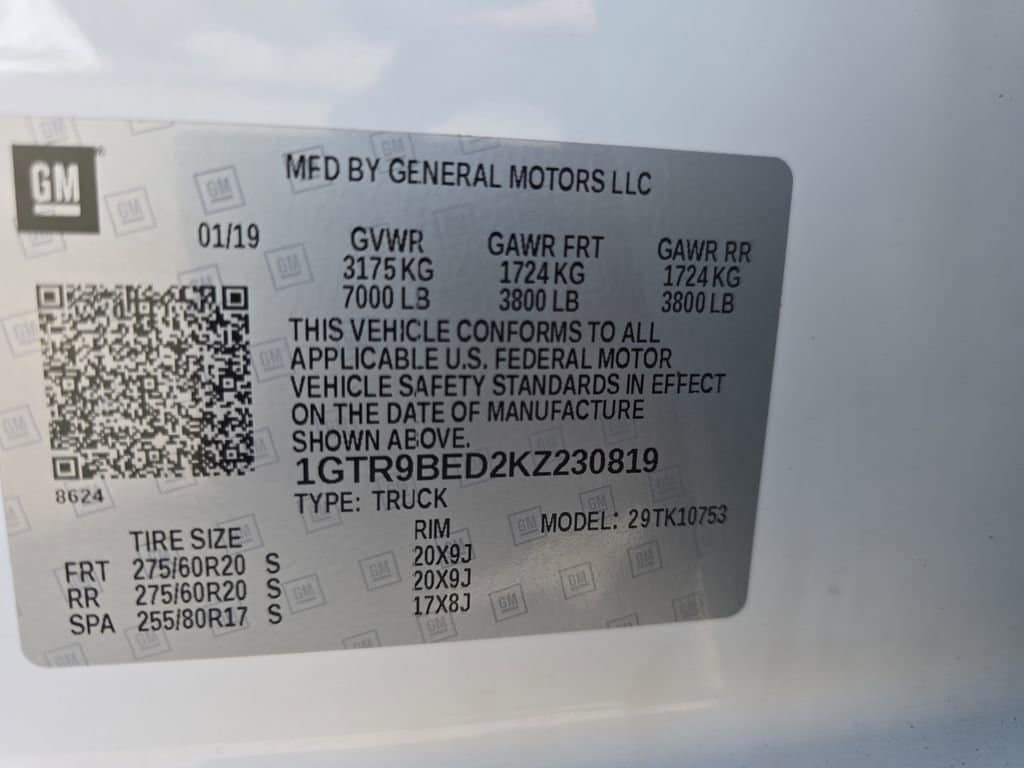 GM
MFD BY GENERAL MOTORS LLC
01/19 GVWR GAWR FRT GAWR RR
3175 KG 1724 KG 1724 KG
7000 LB 3800 LB 3800 LB
THIS VEHICLE CONFORMS TO ALL
APPLICABLE U.S. FEDERAL MOTOR
VEHICLE SAFETY STANDARDS IN EFFECT
ON THE DATE OF MANUFACTURE
SHOWN ABOVE.
1GTR9BED2KZ230819
8624
TYPE: TRUCK
MODEL: 29TK10753
TIRE SIZE RIM
FRT 275/60R20 S 20X9J
RR 275/60R20 S 20X9J
SPA 255/80R17 S 17X8J